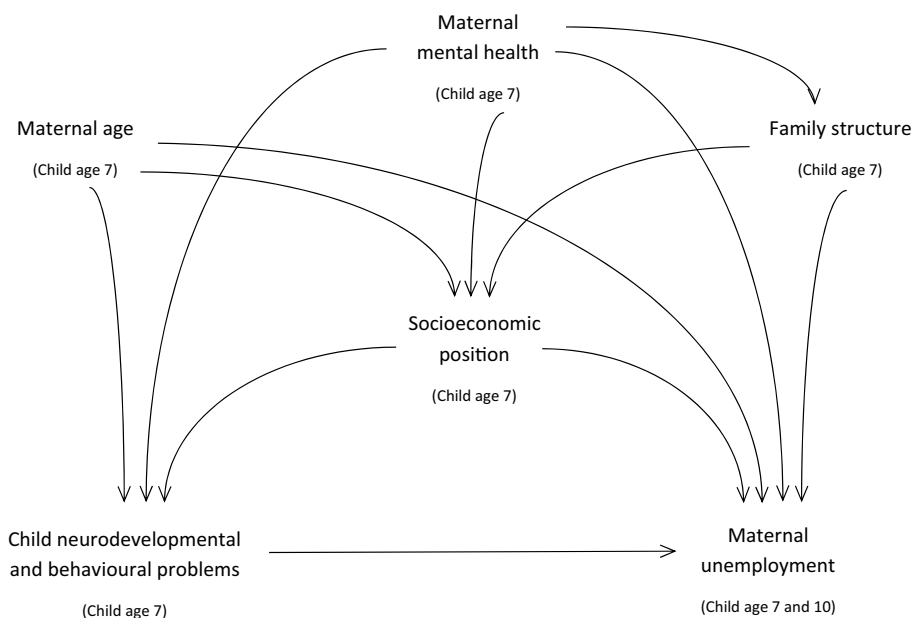 Maternal
mental health
(Child age 7)
Maternal age
(Child age 7)
Family structure
(Child age 7)
Socioeconomic
position
(Child age 7)
Child neurodevelopmental
and behavioural problems
(Child age 7)
Maternal
unemployment
(Child age 7 and 10)